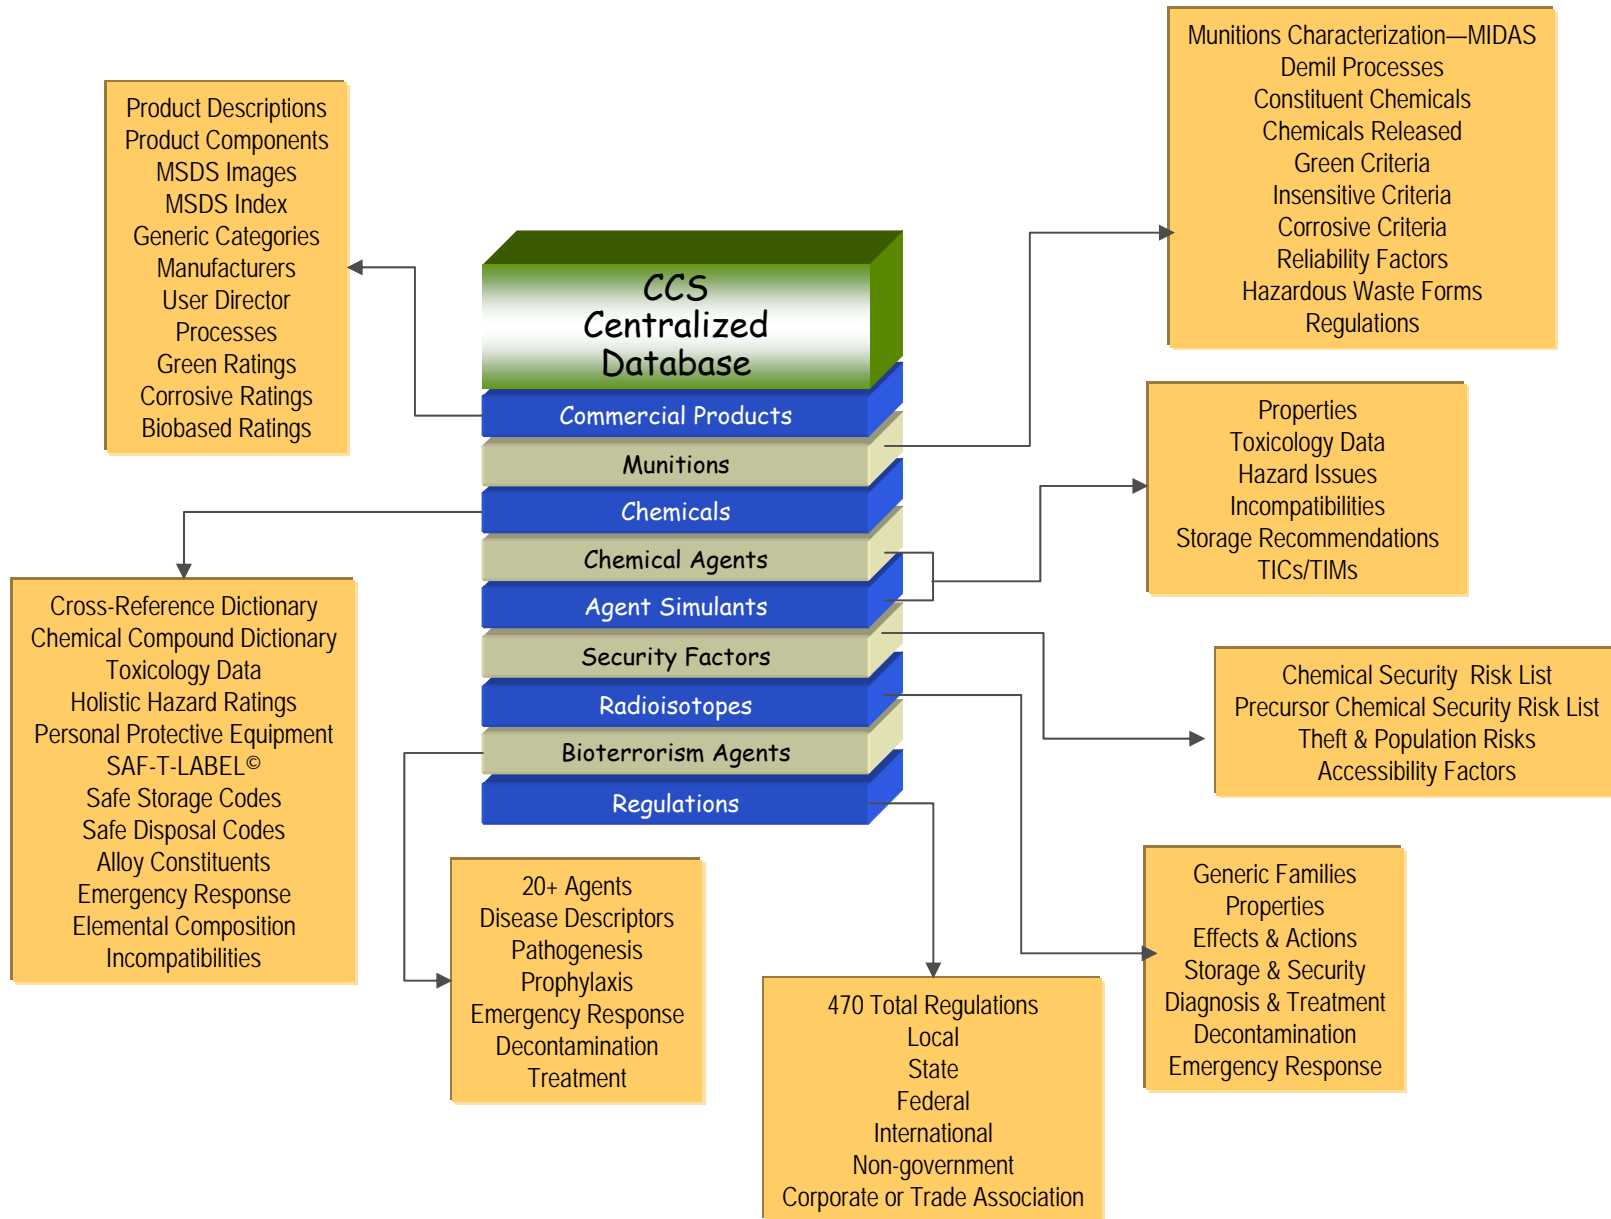 Munitions Characterization—MIDAS
Demil Processes
Constituent Chemicals
Chemicals Released
Green Criteria
Insensitive Criteria
Corrosive Criteria
Reliability Factors
Hazardous Waste Forms
Regulations
Product Descriptions
Product Components
MSDS Images
MSDS Index
Generic Categories
Manufacturers
User Director
Processes
Green Ratings
Corrosive Ratings
Biobased Ratings
CCS
Centralized
Database
Commercial Products
Munitions
Chemicals
Chemical Agents
Agent Simulants
Security Factors
Radioisotopes
Bioterrorism Agents
Regulations
Properties
Toxicology Data
Hazard Issues
Incompatibilities
Storage Recommendations
TICs/TIMs
Cross-Reference Dictionary
Chemical Compound Dictionary
Toxicology Data
Holistic Hazard Ratings
Personal Protective Equipment
SAF-T-LABEL©
Safe Storage Codes
Safe Disposal Codes
Alloy Constituents
Emergency Response
Elemental Composition
Incompatibilities
Chemical Security Risk List
Precursor Chemical Security Risk List
Theft & Population Risks
Accessibility Factors
20+ Agents
Disease Descriptors
Pathogenesis
Prophylaxis
Emergency Response
Decontamination
Treatment
Generic Families
Properties
Effects & Actions
Storage & Security
Diagnosis & Treatment
Decontamination
Emergency Response
470 Total Regulations
Local
State
Federal
International
Non-government
Corporate or Trade Association